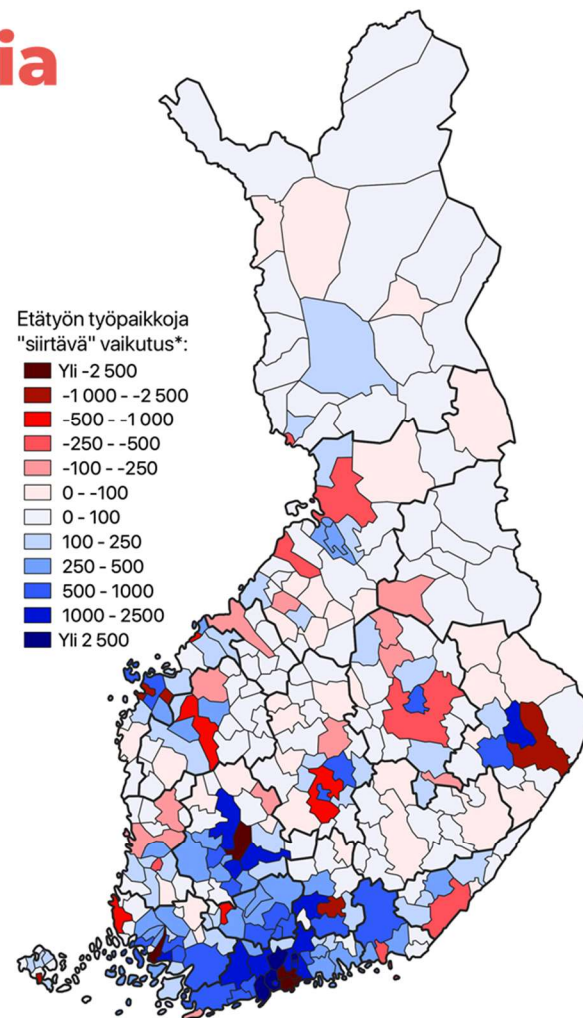 ia
Etätyön työpaikkoja
"siirtävä" vaikutus*:
Yli -2 500
-1 000 - -2 500
-500 - -1 000
-250 - -500
-100 - -250
0 - -100
0 - 100
100 - 250
250 - 500
500 - 1000
1000 - 2500
Yli 2 500